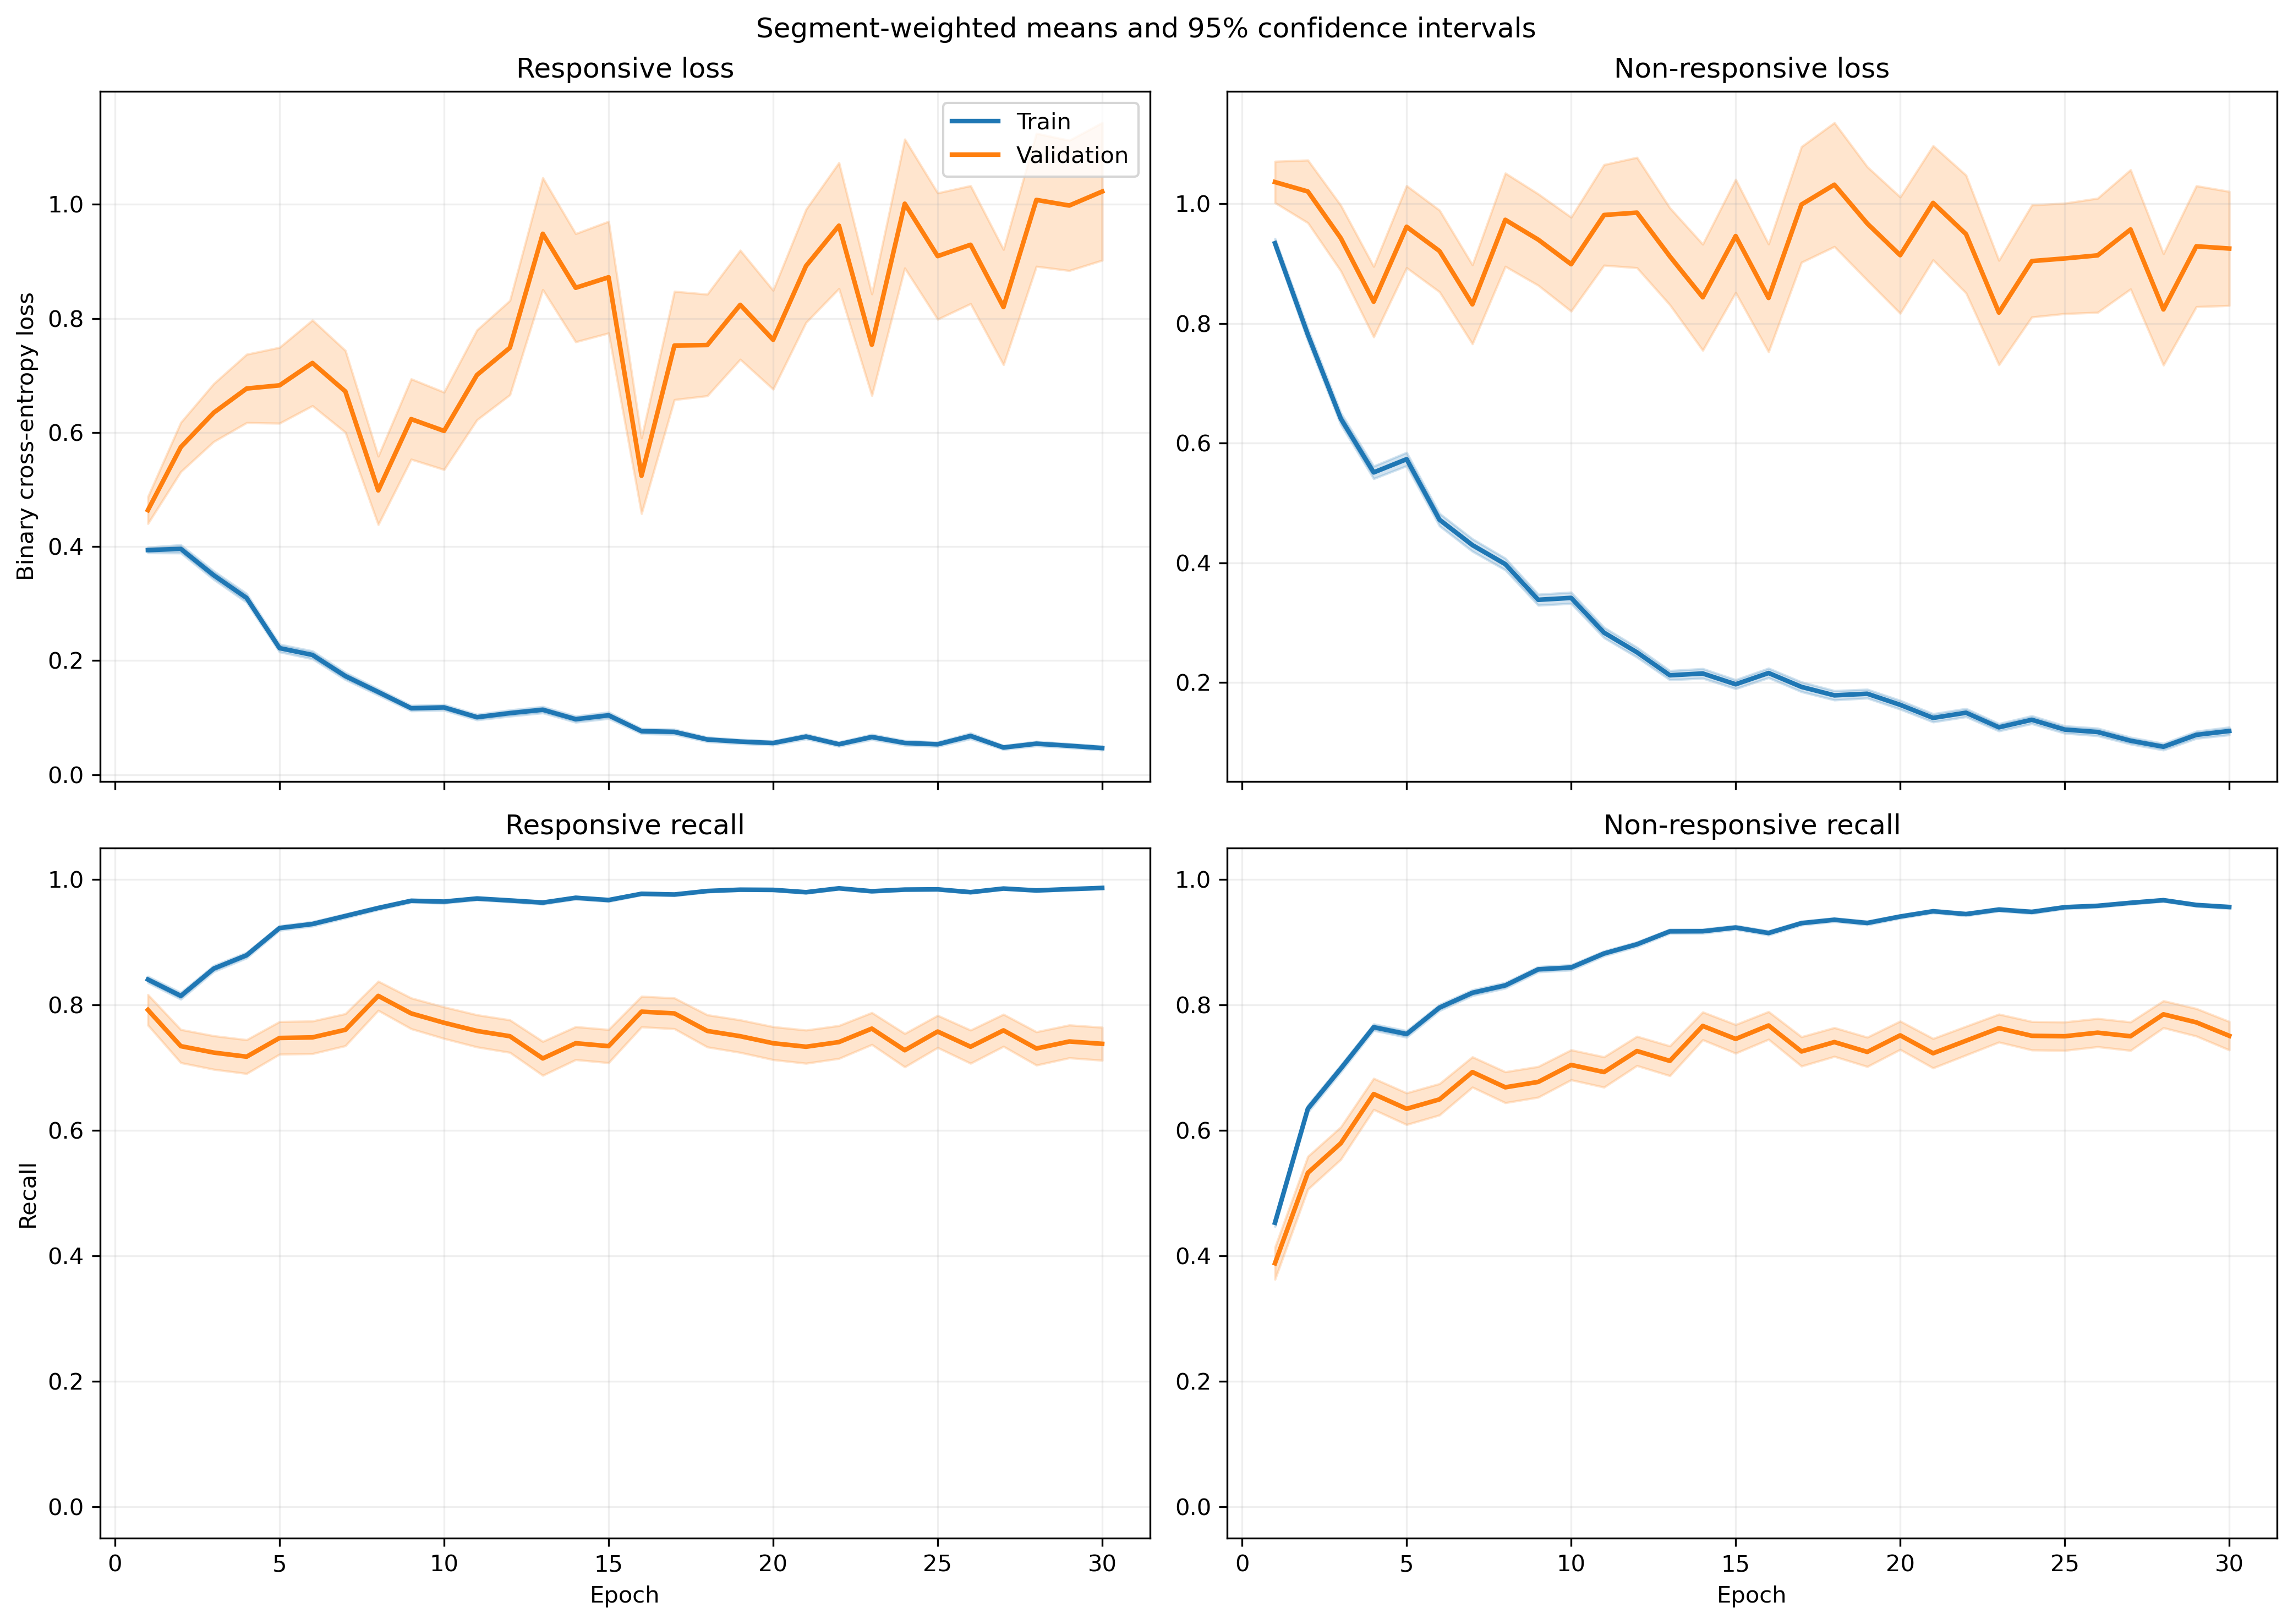 Segment-weighted means and 95% confidence intervals
Responsive loss
Non-responsive loss
Train
Validation
Binary cross-entropy loss
1.0
0.8
0.6
0.4
0.2
0.0
1.0
0.8
0.6
0.4
0.2
Responsive recall
Non-responsive recall
Recall
1.0
0.8
0.6
0.4
0.2
0.0
0 5 10 15 20 25 30
Epoch
1.0
0.8
0.6
0.4
0.2
0.0
0 5 10 15 20 25 30
Epoch